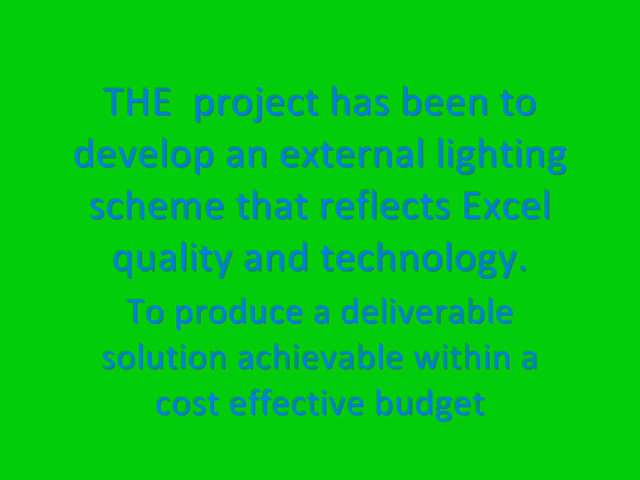 THE  project has been to
develop an external lighting
scheme that reflects Excel
quality and technology.
To produce a deliverable
solution achievable within a
cost effective budget